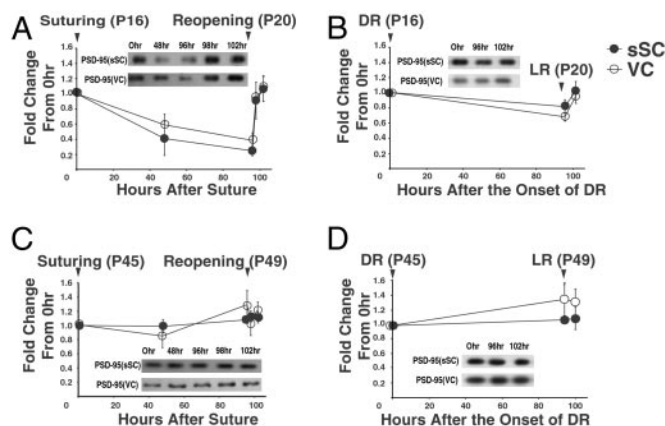 A
Suturing (P16) Reopening (P20)
Fold Change
From 0hr
1.6
1.4
1.2
1.0
0.8
0.6
0.4
0.2
0hr 48hr 96hr 98hr 102hr
PSD-95(sSC)
PSD-95(VC)
0 20 40 60 80 100
Hours After Suture
B
DR (P16)
LR (P20)
Fold Change
From 0hr
1.6
1.4
1.2
1.0
0.8
0.6
0.4
0.2
0hr 96hr 102hr
PSD-95(sSC)
PSD-95(VC)
0 20 40 60 80 100
Hours After the Onset of DR
sSC
VC
C
Suturing (P45) Reopening (P49)
Fold Change
From 0hr
1.6
1.4
1.2
1.0
0.8
0.6
0.4
0.2
0hr 48hr 96hr 98hr 102hr
PSD-95(sSC)
PSD-95(VC)
0 20 40 60 80 100
Hours After Suture
D
DR (P45) LR (P49)
Fold Change
From 0hr
1.6
1.4
1.2
1.0
0.8
0.6
0.4
0.2
0hr 96hr 102hr
PSD-95(sSC)
PSD-95(VC)
0 20 40 60 80 100
Hours After the Onset of DR